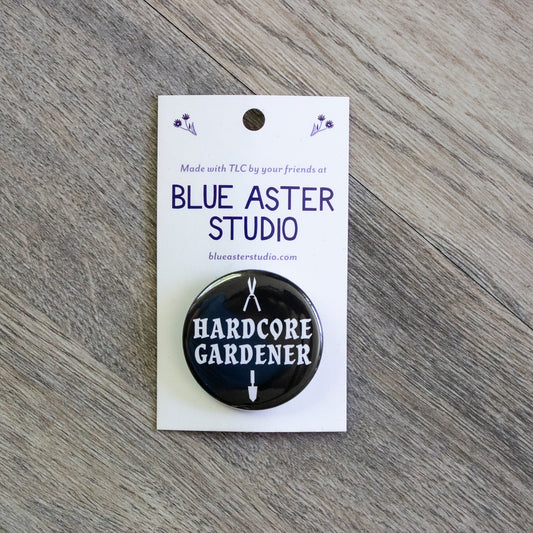 Made with TLC by your friends at
BLUE ASTER
STUDIO
blueasterstudio.com
HARDCORE
GARDENER